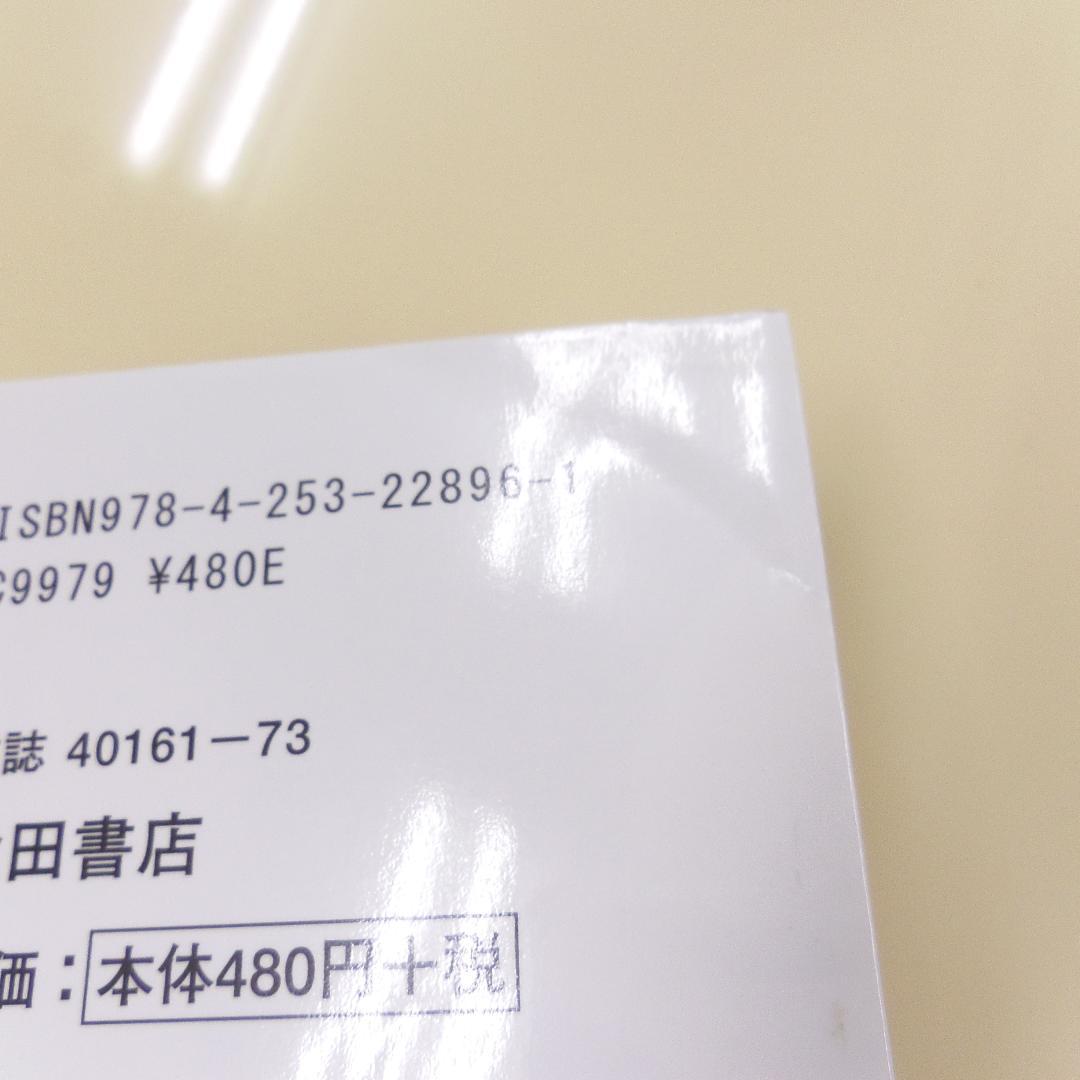 ISBN978-4-253-22896-1
C9979 ¥480E
誌 40161-73
田書店
価：本体480円＋税